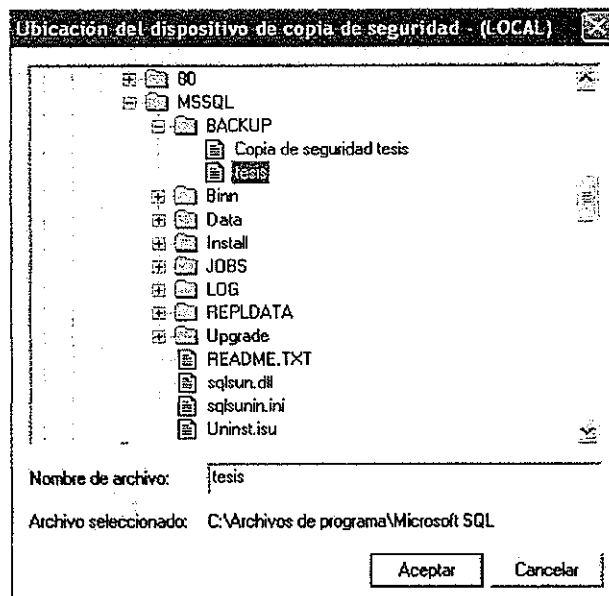 Ubicación del dispositivo de copia de seguridad - (LOCAL)
80
MSSQL
BACKUP
Copia de seguridad tesis
tesis
Binn
Data
Install
JOBS
LOG
REPLDATA
Upgrade
README.TXT
sqlsun.dll
sqlsunin.ini
Uninst.isu
Nombre de archivo: tesis
Archivo seleccionado: C:\Archivos de programa\Microsoft SQL
Aceptar Cancelar